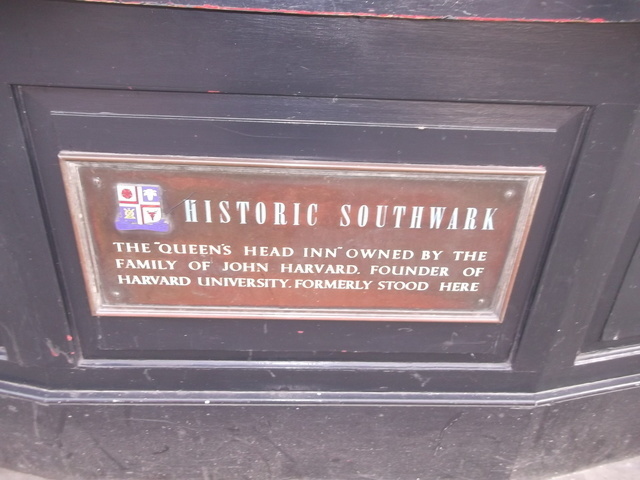 HISTORIC SOUTHWARK
THE "QUEEN'S HEAD INN" OWNED BY THE
FAMILY OF JOHN HARVARD. FOUNDER OF
HARVARD UNIVERSITY. FORMERLY STOOD HERE